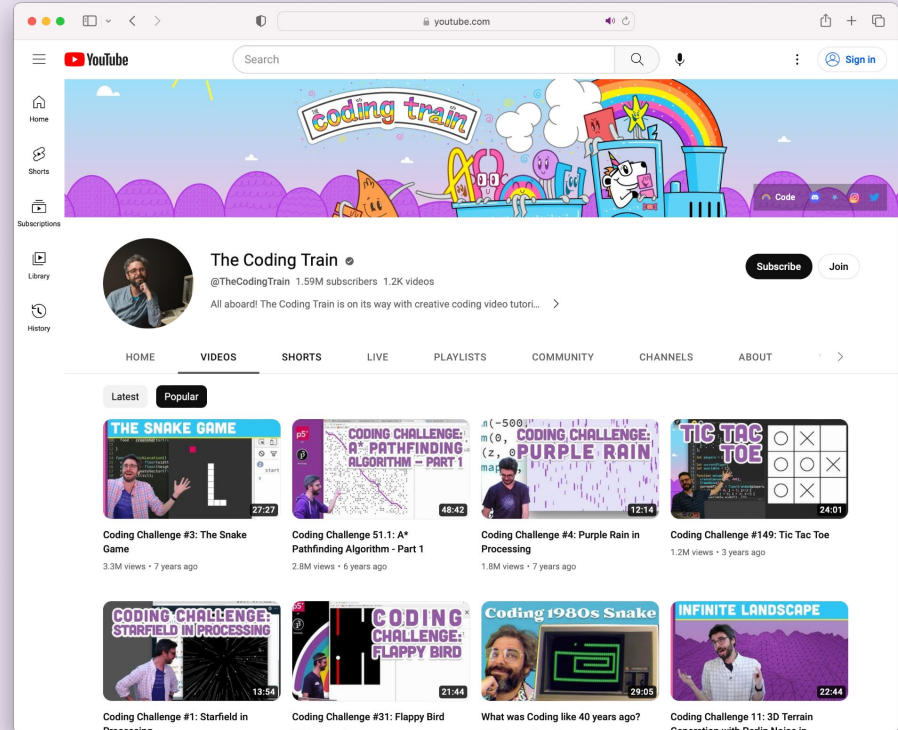 youtube.com
YouTube
Search
Sign in
Home
Shorts
Subscriptions
Library
History
THE coding train
Code
The Coding Train
@TheCodingTrain 1.59M subscribers 1.2K videos
All aboard! The Coding Train is on its way with creative coding video tutori...
Subscribe
Join
HOME VIDEOS SHORTS LIVE PLAYLISTS COMMUNITY CHANNELS ABOUT
Latest
Popular
THE SNAKE GAME
27:27
Coding Challenge #3: The Snake
Game
3.3M views • 7 years ago
p5*
CODING CHALLENGE:
A* PATHFINDING
ALGORITHM - PART 1
48:42
Coding Challenge 51.1: A*
Pathfinding Algorithm - Part 1
2.8M views • 6 years ago
CODING CHALLENGE:
PURPLE RAIN
12:14
Coding Challenge #4: Purple Rain in
Processing
1.8M views • 7 years ago
TIC TAC
TOE
24:01
Coding Challenge #149: Tic Tac Toe
1.2M views • 3 years ago
CODING CHALLENGE:
STARFIELD IN PROCESSING
13:54
Coding Challenge #1: Starfield in
Processing
CODING
CHALLENGE:
FLAPPY BIRD
21:44
Coding Challenge #31: Flappy Bird
Coding 1980s Snake
29:05
What was Coding like 40 years ago?
INFINITE LANDSCAPE
22:44
Coding Challenge 11: 3D Terrain
Generation with Perlin Noise in